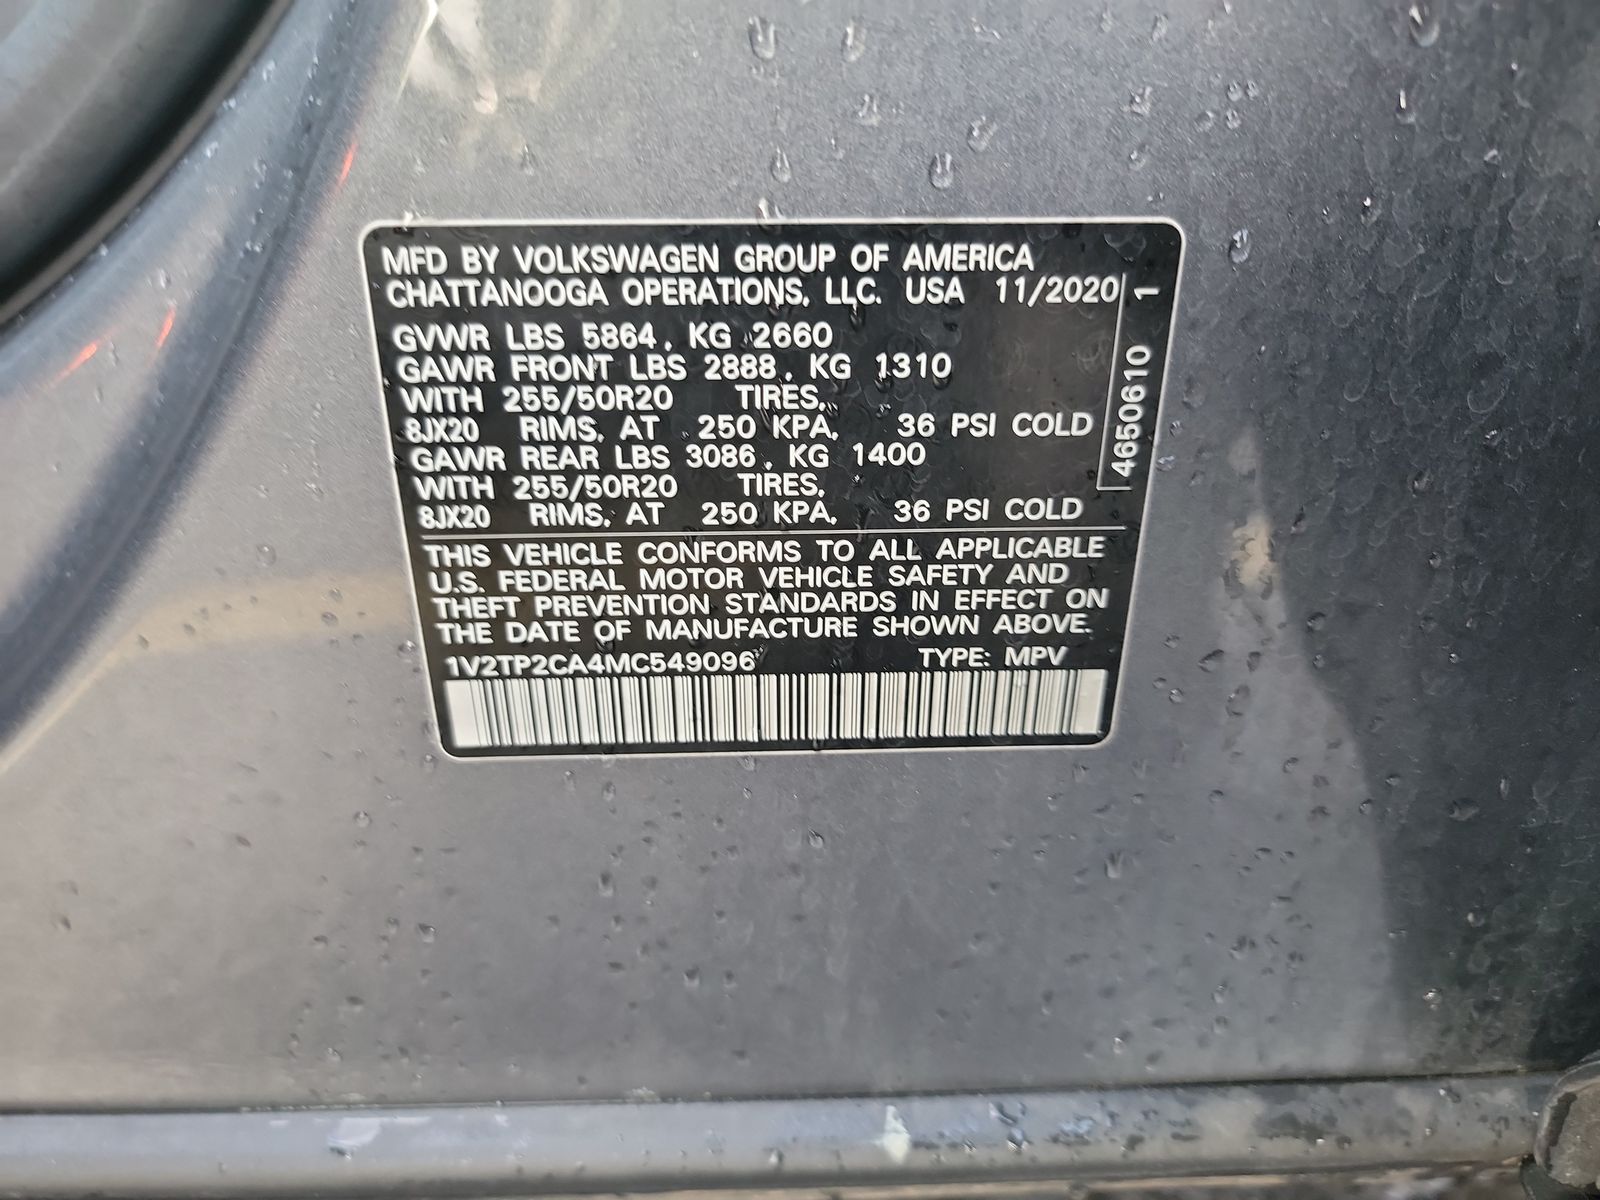 MFD BY VOLKSWAGEN GROUP OF AMERICA
CHATTANOOGA OPERATIONS, LLC. USA 11/2020
GVWR LBS 5864, KG 2660
GAWR FRONT LBS 2888, KG 1310
WITH 255/50R20 TIRES,
8JX20 RIMS, AT 250 KPA, 36 PSI COLD
GAWR REAR LBS 3086, KG 1400
WITH 255/50R20 TIRES,
8JX20 RIMS, AT 250 KPA, 36 PSI COLD
4650610 1
THIS VEHICLE CONFORMS TO ALL APPLICABLE
U.S. FEDERAL MOTOR VEHICLE SAFETY AND
THEFT PREVENTION STANDARDS IN EFFECT ON
THE DATE OF MANUFACTURE SHOWN ABOVE.
1V2TP2CA4MC549096 TYPE: MPV